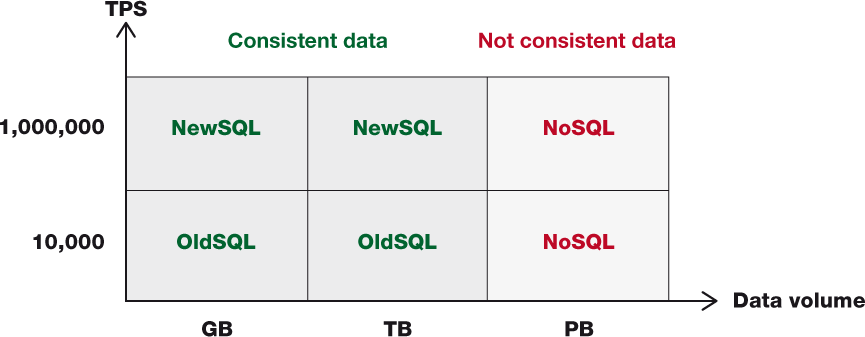 TPS
Consistent data Not consistent data
1,000,000 NewSQL NewSQL NoSQL
10,000 OldSQL OldSQL NoSQL
Data volume
GB TB PB